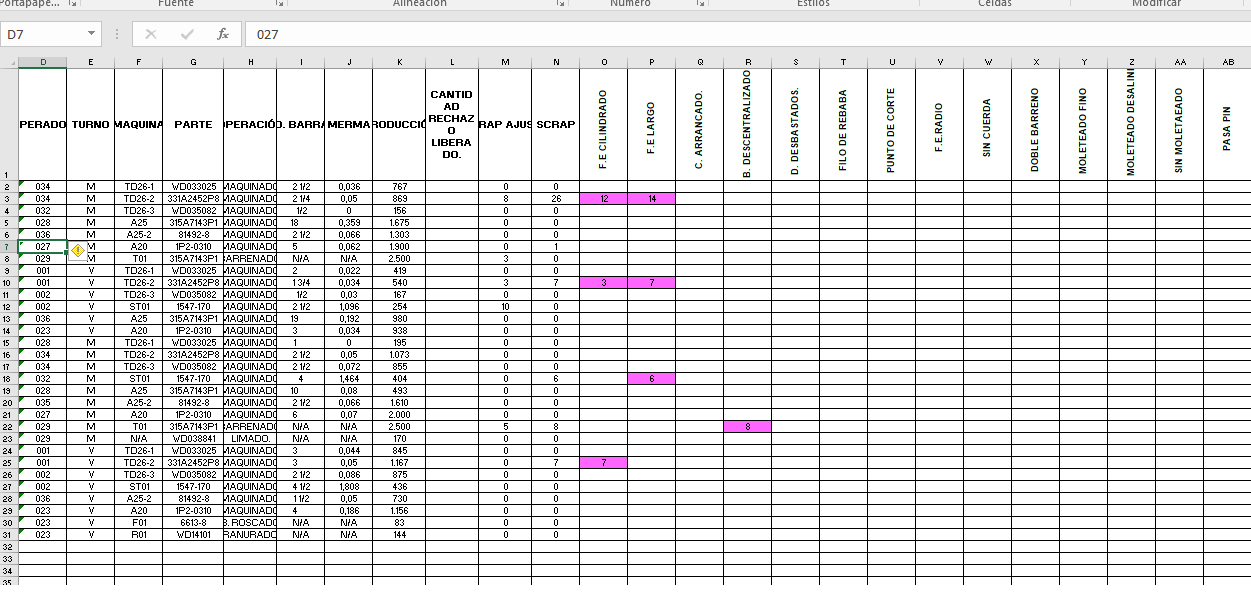 Portapape... Fuente Alineación Número Estilos Celdas Modificar
D7 fx 027
D E F G H I J K L M N O P Q R S T U V W X Y Z AA AB
1 PERADO TURNO MAQUINA PARTE OPERACIÓ D. BARRA MERMA RODUCCIÓ CANTID AD RECHAZ O LIBERA DO. RAP AJUS SCRAP F.E CILINDRADO F.E LARGO C. ARRANCADO. B. DESCENTRALIZADO D. DESBASTADOS. FILO DE REBABA PUNTO DE CORTE F.E.RADIO SIN CUERDA DOBLE BARRENO MOLETEADO FINO MOLETEADO DESALINE SIN MOLETAEADO PASA PIN
2 034 M TD26-1 WD033025 MAQUINADO 2 1/2 0,036 767 0 0
3 034 M TD26-2 331A2452P8 MAQUINADO 2 1/4 0,05 869 8 26 12 14
4 032 M TD26-3 WD035082 MAQUINADO 1/2 0 156 0 0
5 028 M A25 315A7143P1 MAQUINADO 18 0,359 1.675 0 0
6 036 M A25-2 81492-8 MAQUINADO 2 1/2 0,066 1.303 0 0
7 027 M A20 1P2-0310 MAQUINADO 5 0,062 1.900 0 1
8 029 M T01 315A7143P1 BARRENADO N/A N/A 2.500 3 0
9 001 V TD26-1 WD033025 MAQUINADO 2 0,022 419 0 0
10 001 V TD26-2 331A2452P8 MAQUINADO 1 3/4 0,034 540 3 7 3 7
11 002 V TD26-3 WD035082 MAQUINADO 1/2 0,03 167 0 0
12 002 V ST01 1547-170 MAQUINADO 2 1/2 1,096 254 10 0
13 036 V A25 315A7143P1 MAQUINADO 19 0,192 980 0 0
14 023 V A20 1P2-0310 MAQUINADO 3 0,034 938 0 0
15 028 M TD26-1 WD033025 MAQUINADO 1 0 195 0 0
16 034 M TD26-2 331A2452P8 MAQUINADO 2 1/2 0,05 1.073 0 0
17 034 M TD26-3 WD035082 MAQUINADO 2 1/2 0,072 855 0 0
18 032 M ST01 1547-170 MAQUINADO 4 1,464 404 0 6 6
19 028 M A25 315A7143P1 MAQUINADO 10 0,08 493 0 0
20 035 M A25-2 81492-8 MAQUINADO 2 1/2 0,066 1.610 0 0
21 027 M A20 1P2-0310 MAQUINADO 6 0,07 2.000 0 0
22 029 M T01 315A7143P1 BARRENADO N/A N/A 2.500 5 8 8
23 029 M N/A WD038841 LIMADO. N/A N/A 170 0 0
24 001 V TD26-1 WD033025 MAQUINADO 3 0,044 845 0 0
25 001 V TD26-2 331A2452P8 MAQUINADO 3 0,05 1.167 0 7 7
26 002 V TD26-3 WD035082 MAQUINADO 2 1/2 0,086 875 0 0
27 002 V ST01 1547-170 MAQUINADO 4 1/2 1,808 436 0 0
28 036 V A25-2 81492-8 MAQUINADO 1 1/2 0,05 730 0 0
29 023 V A20 1P2-0310 MAQUINADO 4 0,186 1.156 0 0
30 023 V F01 6613-8 B. ROSCADO N/A N/A 83 0 0
31 023 V R01 WD14101 RANURADO N/A N/A 144 0 0
32
33
34
35